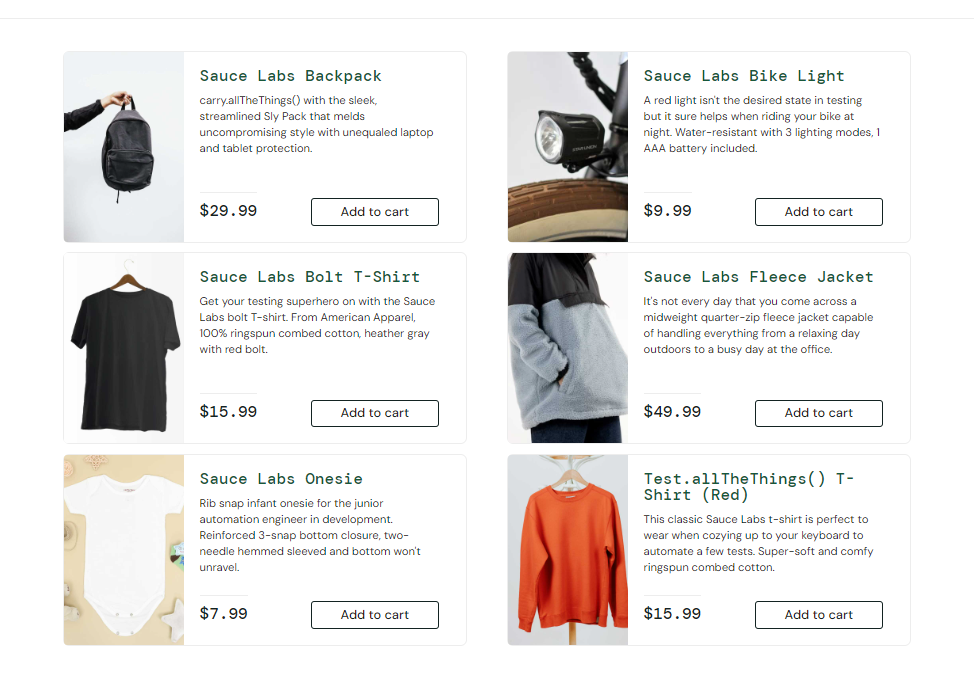 Sauce Labs Backpack
carry.allTheThings() with the sleek,
streamlined Sly Pack that melds
uncompromising style with unequaled laptop
and tablet protection.
$29.99
Add to cart
Sauce Labs Bike Light
A red light isn't the desired state in testing
but it sure helps when riding your bike at
night. Water-resistant with 3 lighting modes, 1
AAA battery included.
$9.99
Add to cart
Sauce Labs Bolt T-Shirt
Get your testing superhero on with the Sauce
Labs bolt T-shirt. From American Apparel,
100% ringspun combed cotton, heather gray
with red bolt.
$15.99
Add to cart
Sauce Labs Fleece Jacket
It's not every day that you come across a
midweight quarter-zip fleece jacket capable
of handling everything from a relaxing day
outdoors to a busy day at the office.
$49.99
Add to cart
Sauce Labs Onesie
Rib snap infant onesie for the junior
automation engineer in development.
Reinforced 3-snap bottom closure, two-
needle hemmed sleeved and bottom won't
unravel.
$7.99
Add to cart
Test.allTheThings() T-
Shirt (Red)
This classic Sauce Labs t-shirt is perfect to
wear when cozying up to your keyboard to
automate a few tests. Super-soft and comfy
ringspun combed cotton.
$15.99
Add to cart